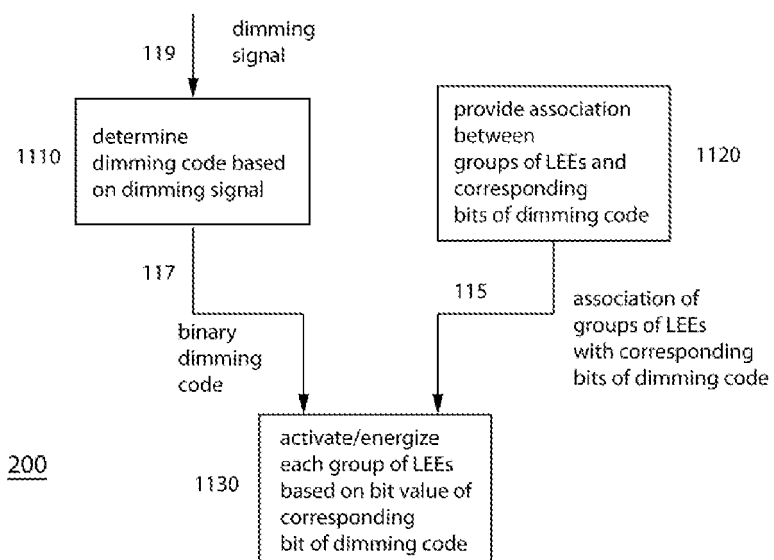 dimming
signal
119
1110
determine
dimming code based
on dimming signal
provide association
between
groups of LEEs and
corresponding
bits of dimming code
1120
117
binary
dimming
code
115
association of
groups of LEEs
with corresponding
bits of dimming code
200
1130
activate/energize
each group of LEEs
based on bit value of
corresponding
bit of dimming code